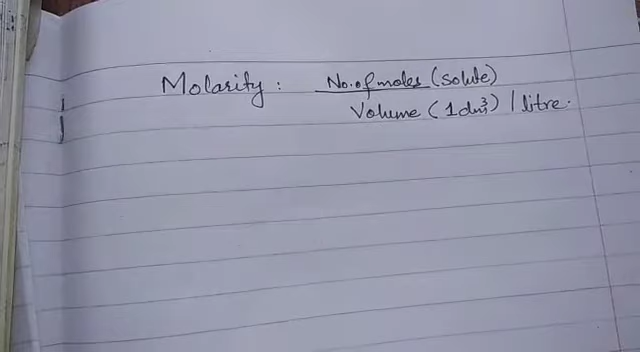 Molarity : No. of moles (solute)
Volume (1dm³) / litre.